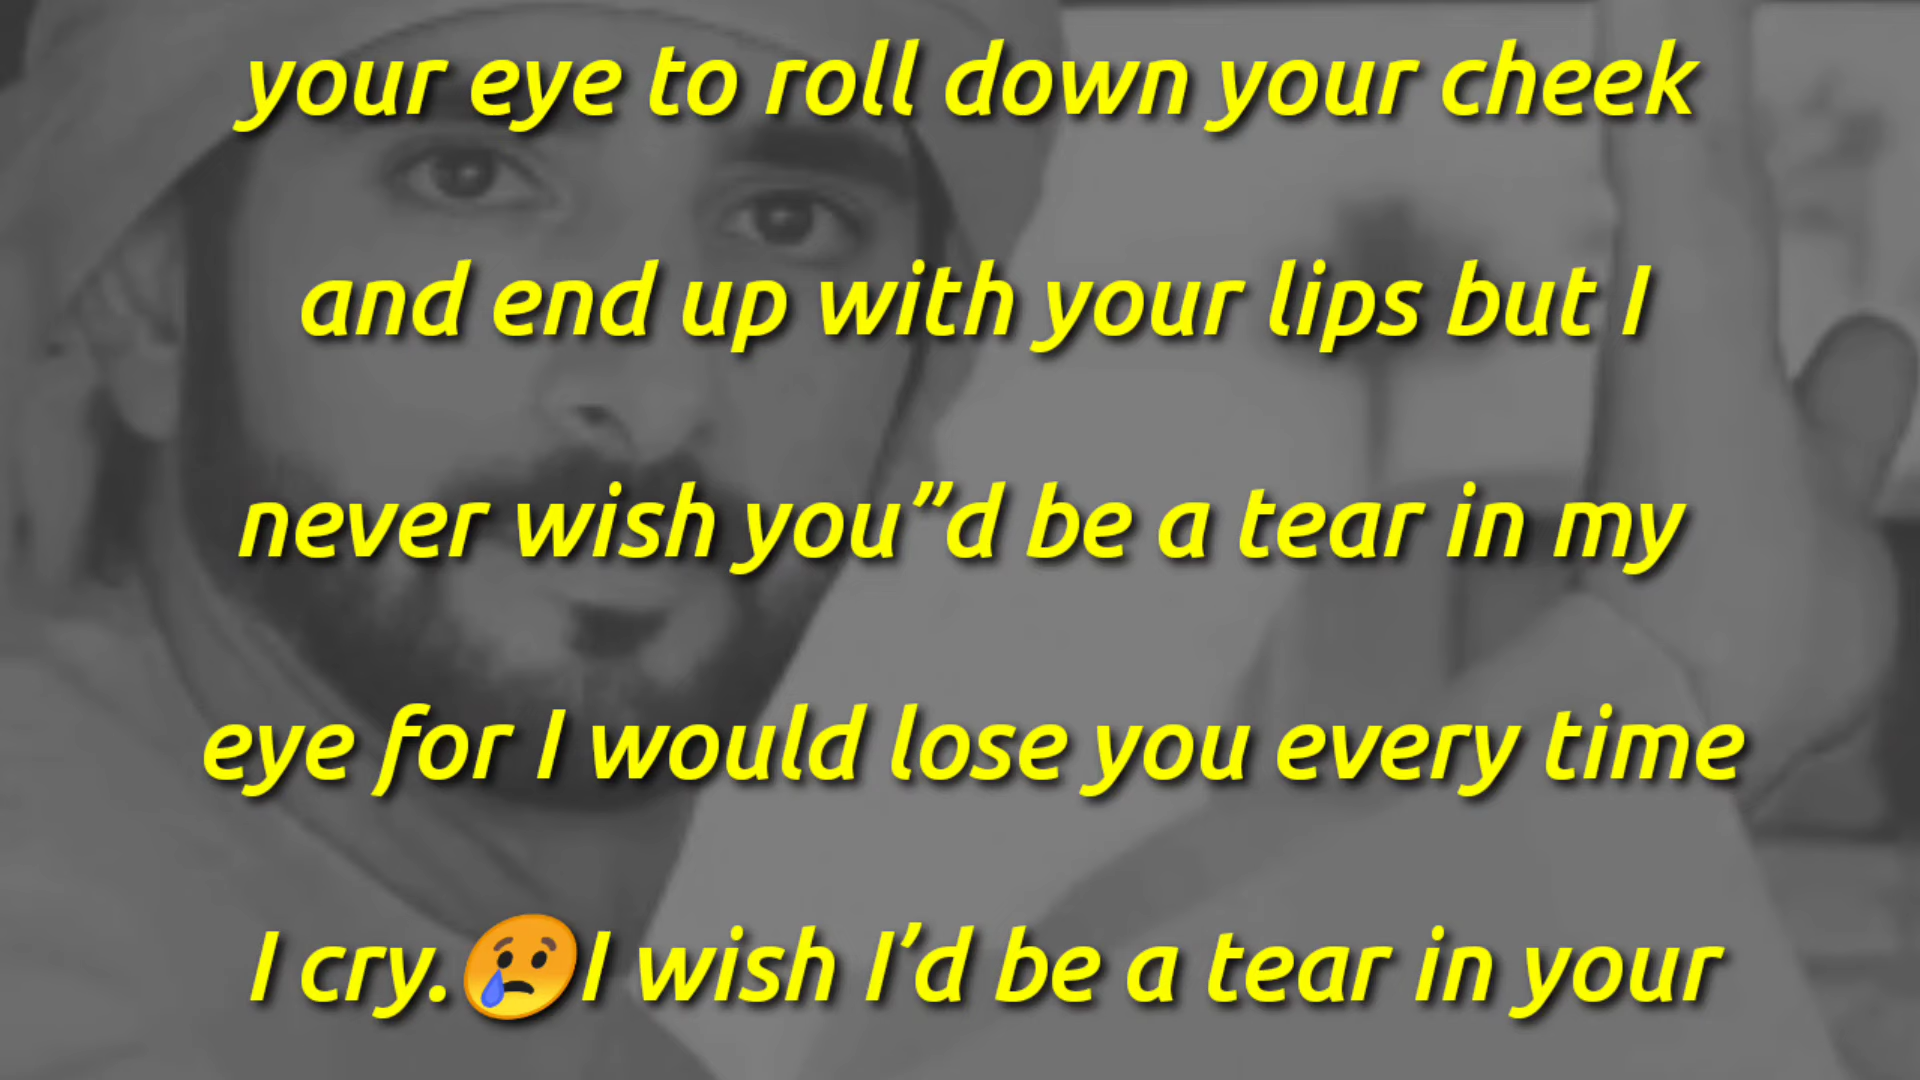 your eye to roll down your cheek
and end up with your lips but I
never wish you”d be a tear in my
eye for I would lose you every time
I cry.😢I wish I’d be a tear in your